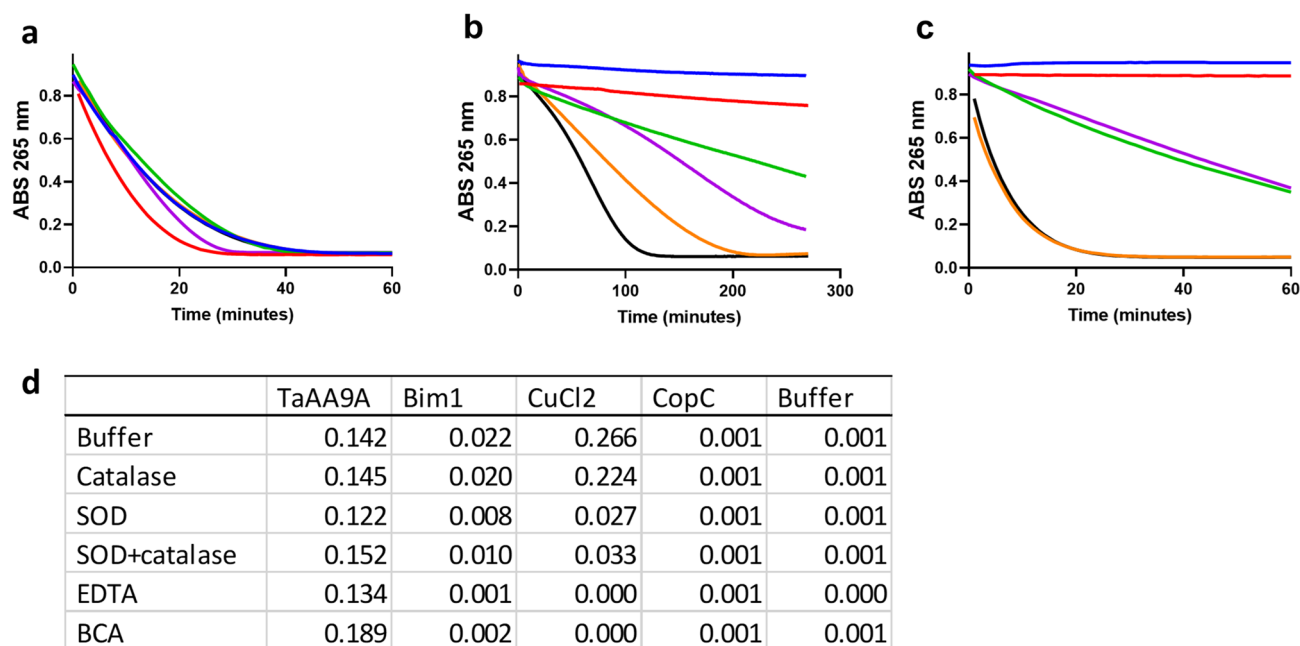 a
ABS 265 nm
0.8
0.6
0.4
0.2
0.0
0 20 40 60
Time (minutes)
b
ABS 265 nm
0.8
0.6
0.4
0.2
0.0
0 100 200 300
Time (minutes)
c
ABS 265 nm
0.8
0.6
0.4
0.2
0.0
0 20 40 60
Time (minutes)
d
TaAA9A Bim1 CuCl2 CopC Buffer
Buffer 0.142 0.022 0.266 0.001 0.001
Catalase 0.145 0.020 0.224 0.001 0.001
SOD 0.122 0.008 0.027 0.001 0.001
SOD+catalase 0.152 0.010 0.033 0.001 0.001
EDTA 0.134 0.001 0.000 0.001 0.000
BCA 0.189 0.002 0.000 0.001 0.001